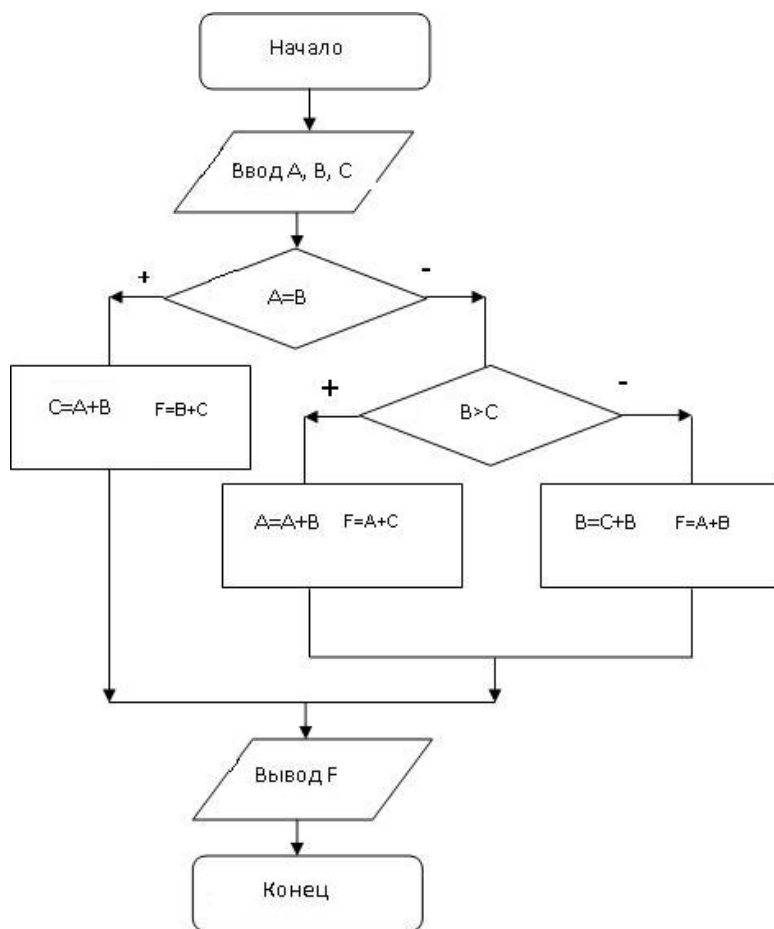 Начало
Ввод A, B, C
+ -
A=B
C=A+B F=B+C
+ -
B>C
A=A+B F=A+C
B=C+B F=A+B
Вывод F
Конец